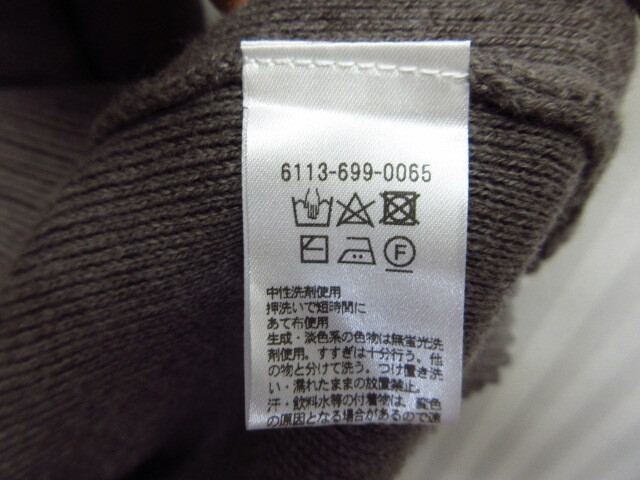 6113-699-0065
F
中性洗剤使用
押洗いで短時間に
あて布使用
生成・淡色系の色物は無蛍光洗
剤使用。すすぎは十分行う。他
の物と分けて洗う。つけ置き洗
い・濡れたままの放置禁止。
汗・飲料水等の付着物は、変色
の原因となる場合があるので速